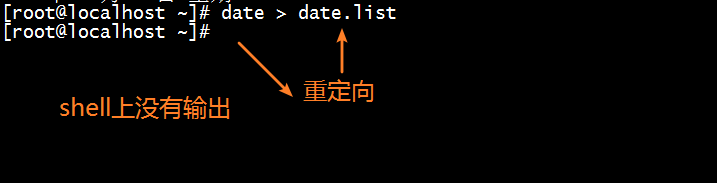 [root@localhost ~]# date > date.list
[root@localhost ~]#
重定向
shell上没有输出